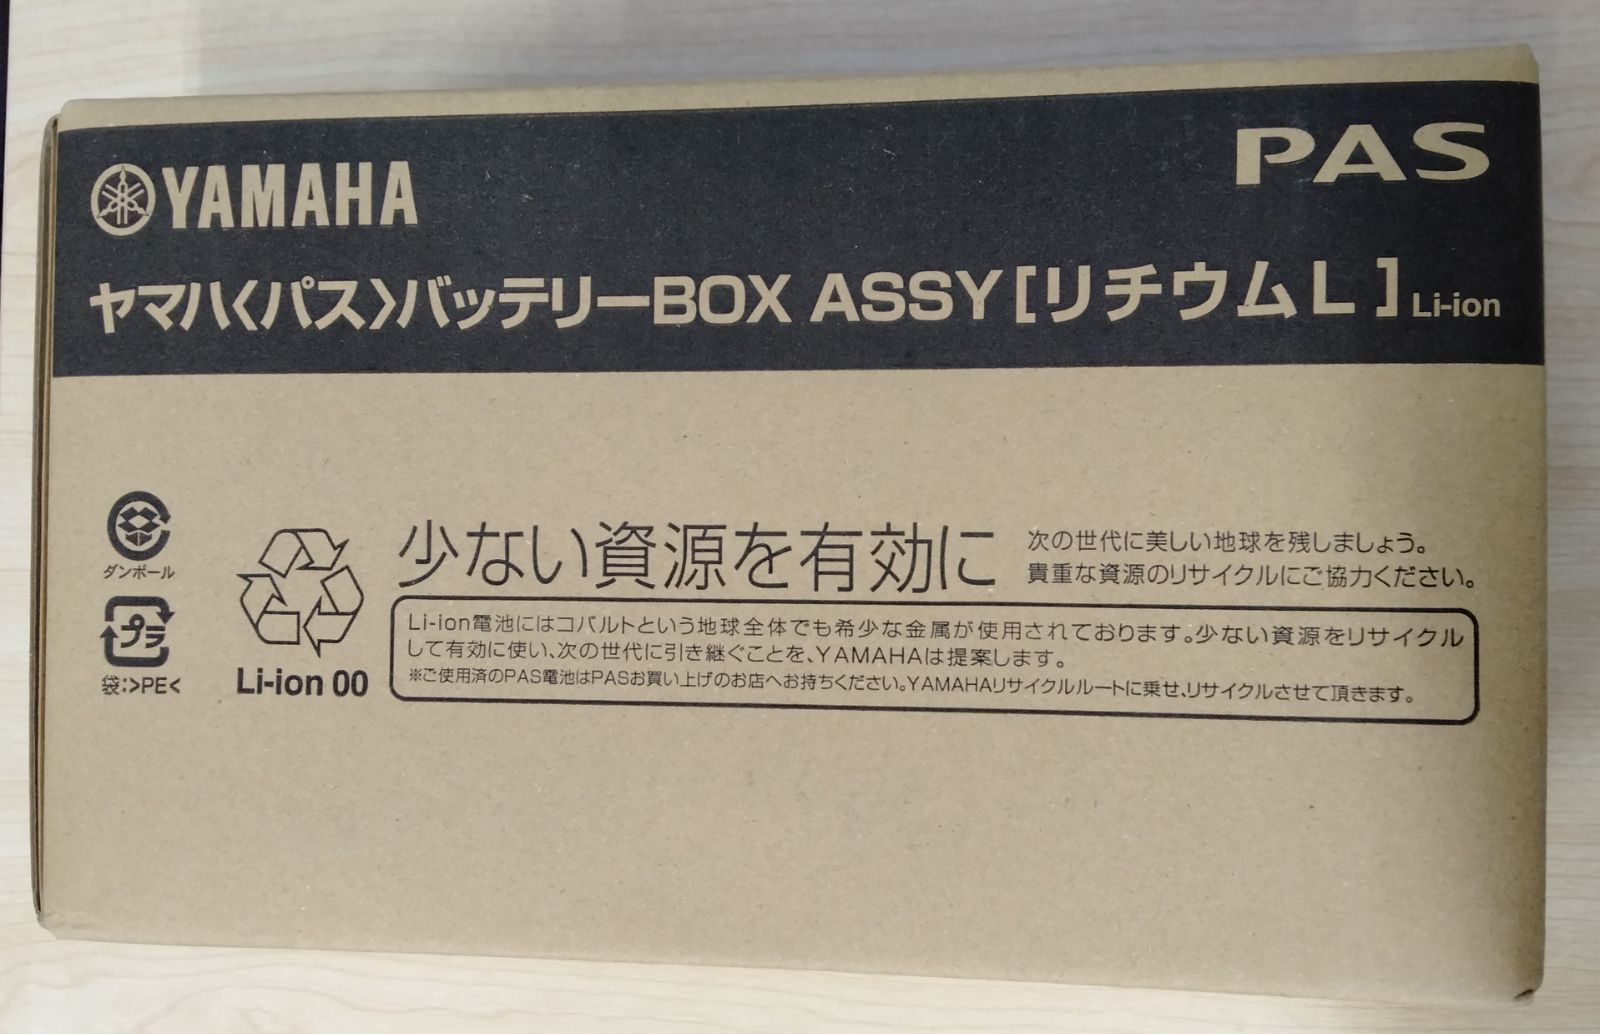 YAMAHA
PAS
ヤマハ〈パス〉バッテリーBOX ASSY[リチウムL] Li-ion
ダンボール
プラ
袋:>PE<
Li-ion 00
少ない資源を有効に
次の世代に美しい地球を残しましょう。
貴重な資源のリサイクルにご協力ください。
Li-ion電池にはコバルトという地球全体でも希少な金属が使用されております。少ない資源をリサイクル
して有効に使い、次の世代に引き継ぐことを、YAMAHAは提案します。
※ご使用済のPAS電池はPASお買い上げのお店へお持ちください。YAMAHAリサイクルルートに乗せ、リサイクルさせて頂きます。